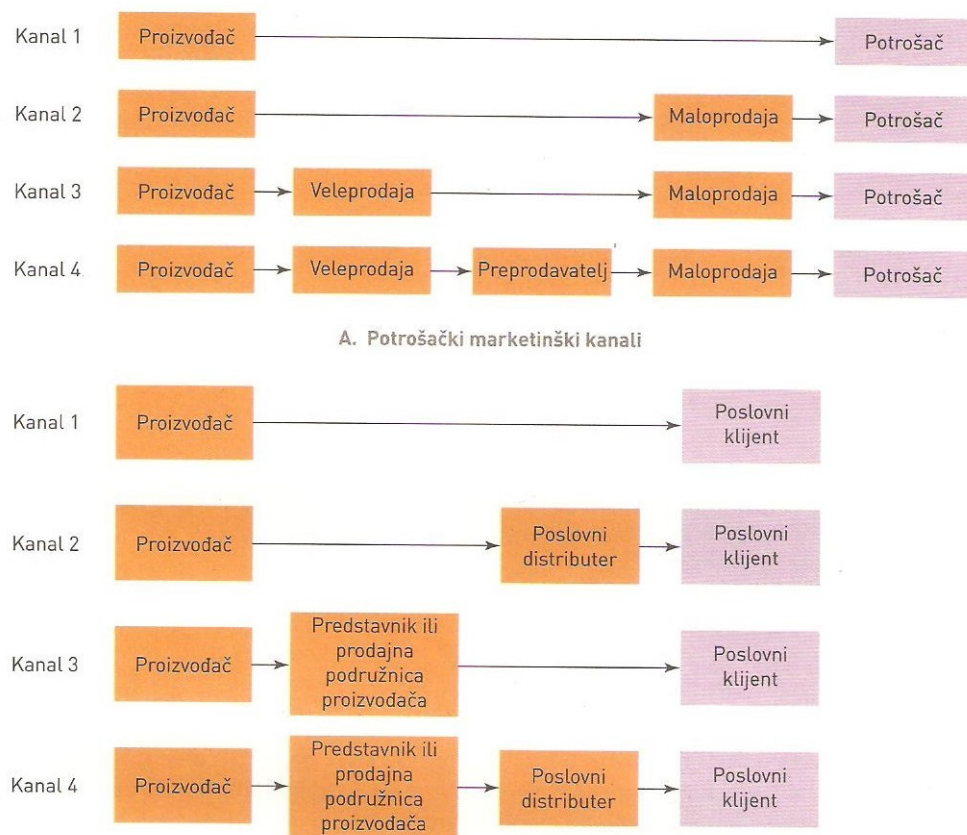 Kanal 1 Proizvođač Potrošač
Kanal 2 Proizvođač Maloprodaja Potrošač
Kanal 3 Proizvođač Veleprodaja Maloprodaja Potrošač
Kanal 4 Proizvođač Veleprodaja Preprodavatelj Maloprodaja Potrošač
A. Potrošački marketinški kanali
Kanal 1 Proizvođač Poslovni
klijent
Kanal 2 Proizvođač Poslovni
distributer
Poslovni
klijent
Kanal 3 Proizvođač Predstavnik ili
prodajna
podružnica
proizvođača
Poslovni
klijent
Kanal 4 Proizvođač Predstavnik ili
prodajna
podružnica
proizvođača
Poslovni
distributer
Poslovni
klijent